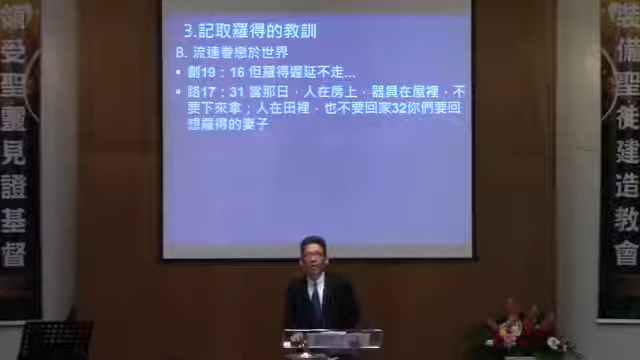 3.記取羅得的教訓
B. 流連眷戀於世界
▪ 創19：16 但羅得遲延不走...
▪ 路17：31 當那日，人在房上，器具在屋裡，不
要下來拿；人在田裡，也不要回家32你們要回
想羅得的妻子
領受聖靈見證基督
裝備聖徒建造教會